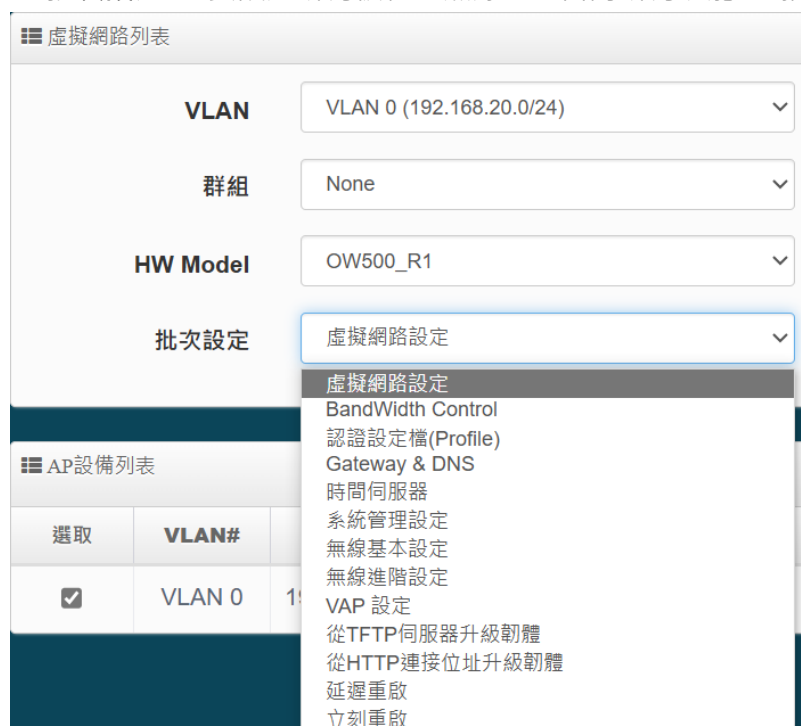 虛擬網路列表
VLAN VLAN 0 (192.168.20.0/24)
群組 None
HW Model OW500_R1
批次設定 虛擬網路設定
虛擬網路設定
BandWidth Control
認證設定檔(Profile)
Gateway & DNS
時間伺服器
系統管理設定
無線基本設定
無線進階設定
VAP 設定
從TFTP伺服器升級韌體
從HTTP連接位址升級韌體
延遲重啟
立刻重啟
AP設備列表
選取 VLAN#
VLAN 0